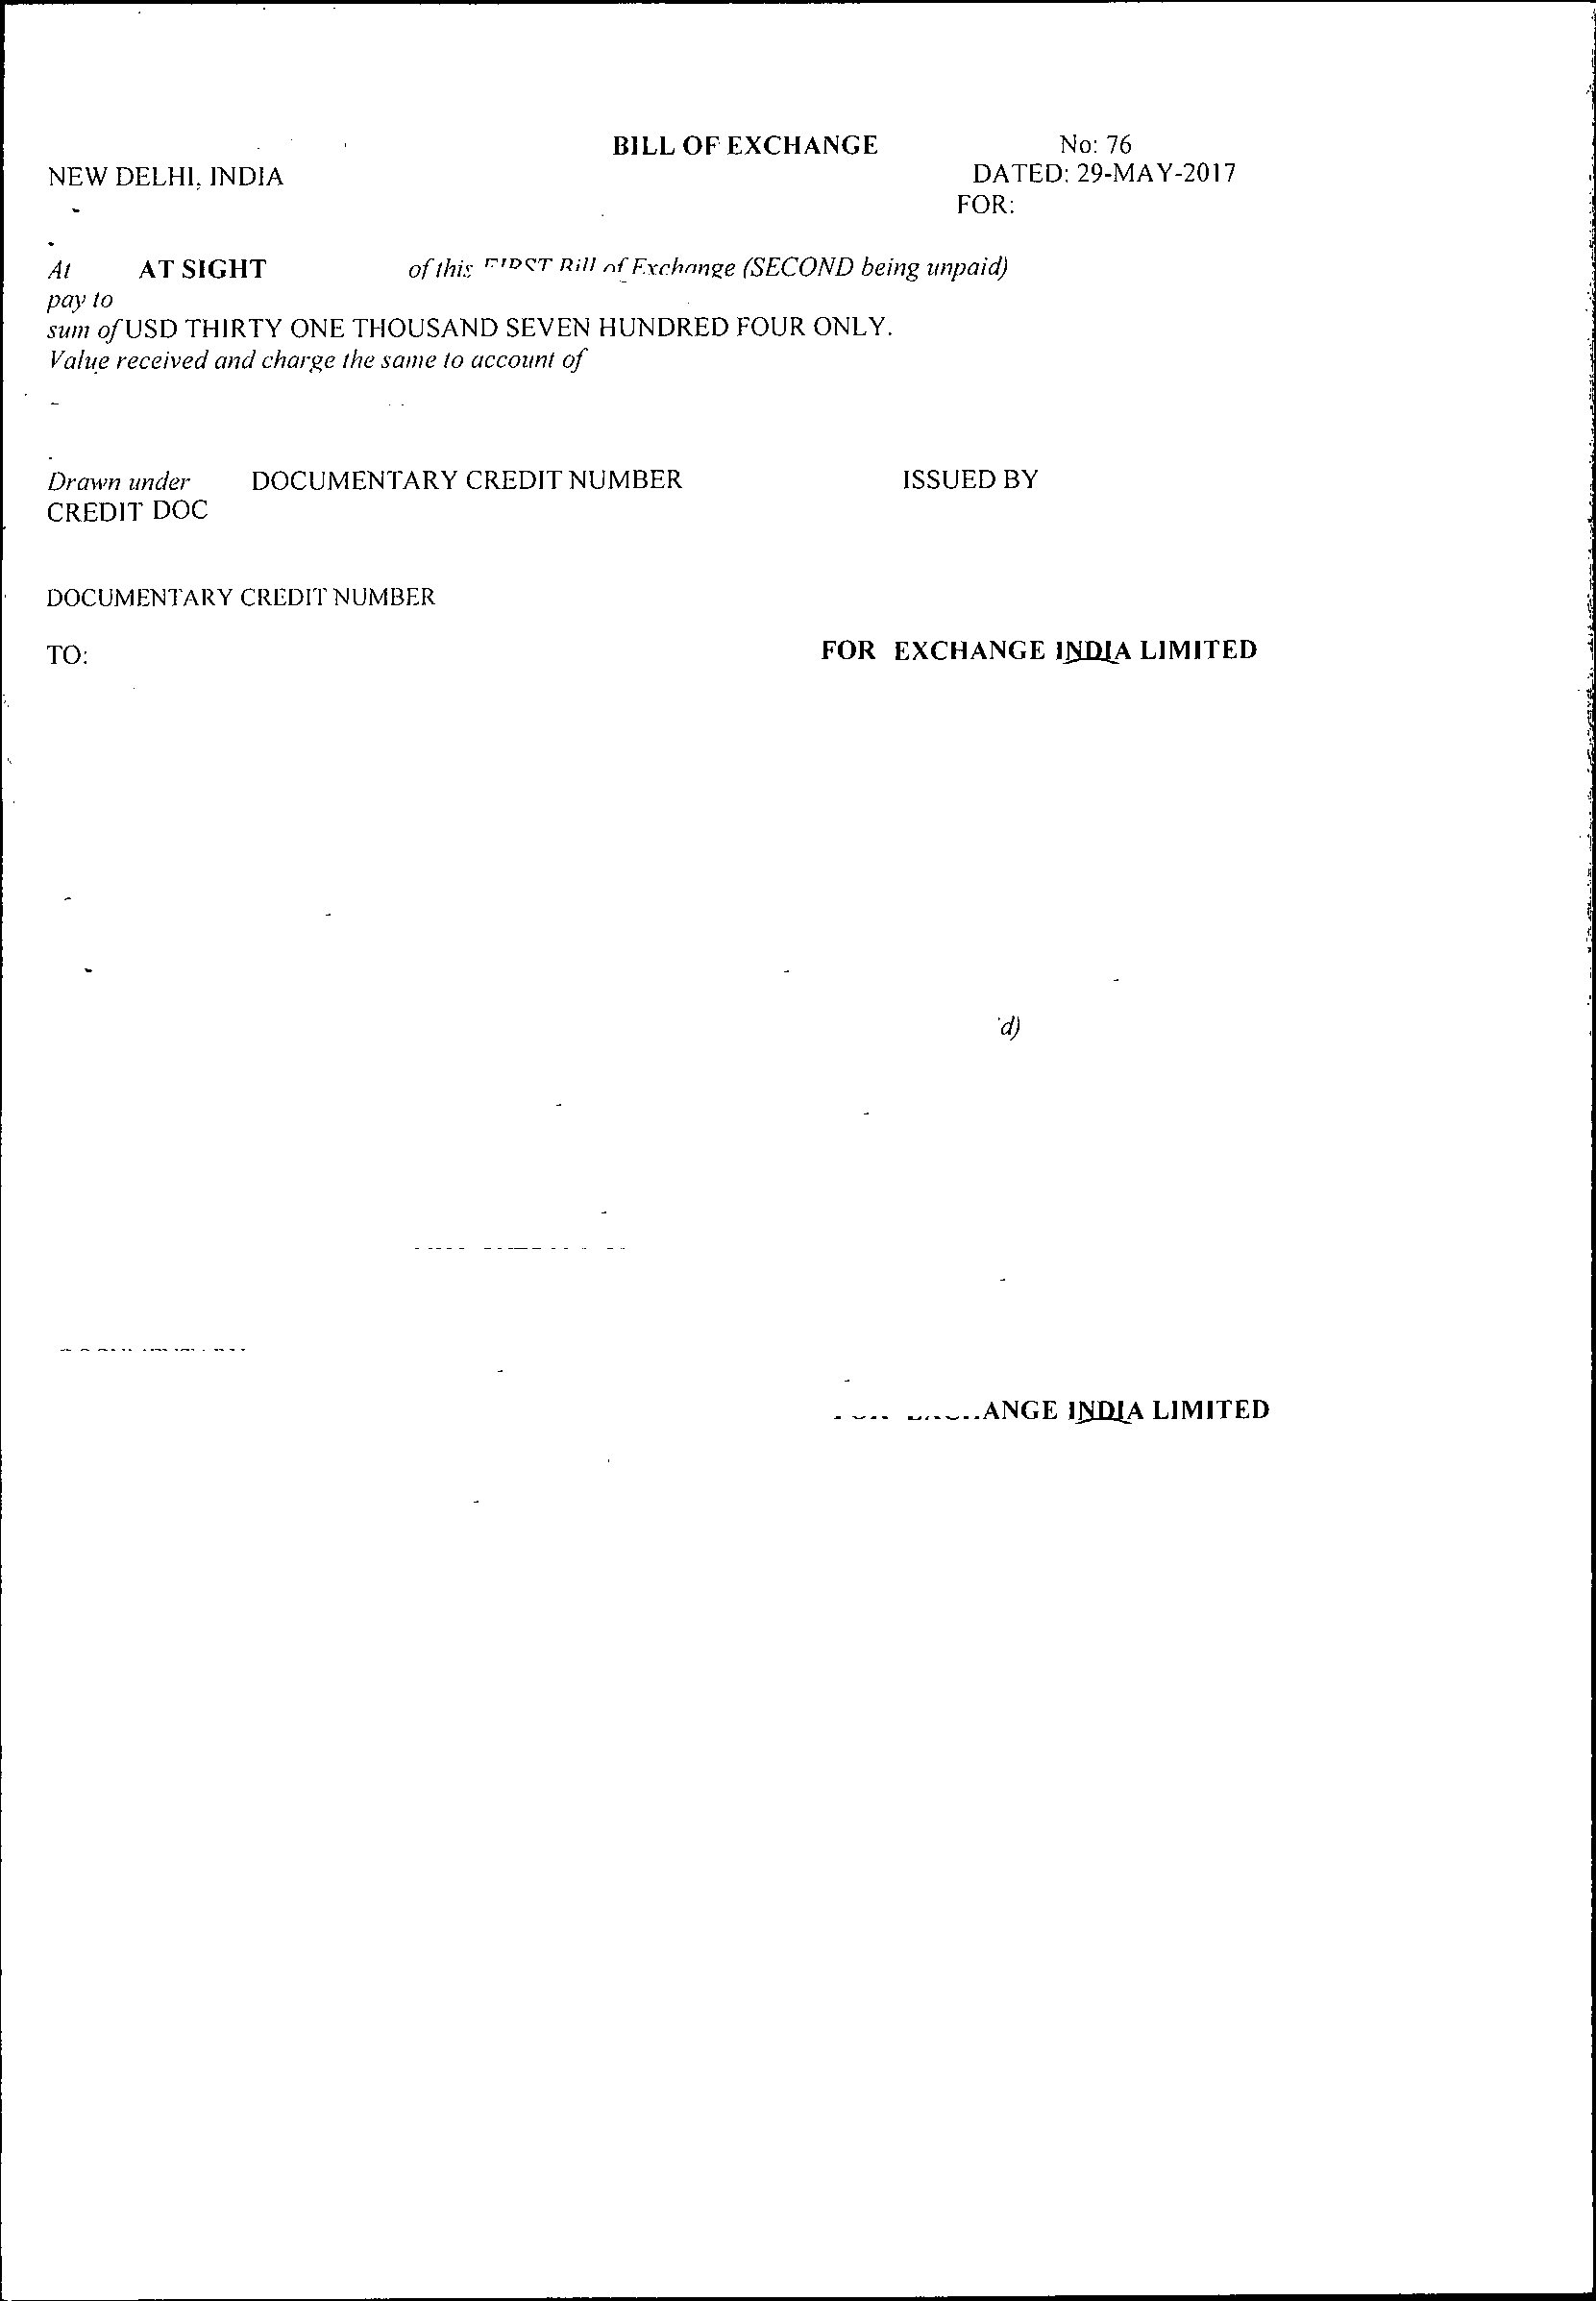 BILL OF EXCHANGE No: 76
NEW DELHI, INDIA DATED: 29-MAY-2017
FOR:
At AT SIGHT of this FIRST Bill of Exchange (SECOND being unpaid)
pay to
sum of USD THIRTY ONE THOUSAND SEVEN HUNDRED FOUR ONLY.
Value received and charge the same to account of
Drawn under DOCUMENTARY CREDIT NUMBER ISSUED BY
CREDIT DOC
DOCUMENTARY CREDIT NUMBER
TO: FOR EXCHANGE INDIA LIMITED
d)
ANGE INDIA LIMITED